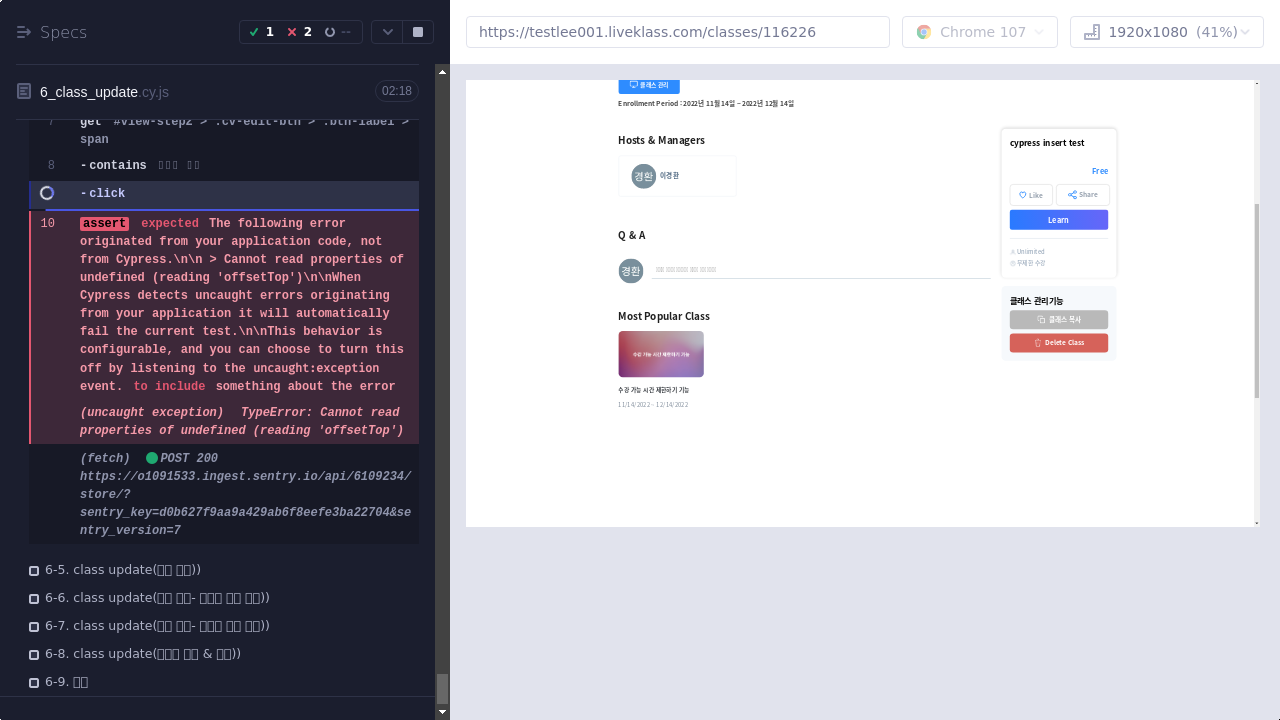 Specs
1
2
--
6_class_update.cy.js
02:18
7 get #view-step2 > .cv-edit-btn > .btn-label > span
8 -contains
-click
10 assert expected The following error
originated from your application code, not
from Cypress.\n\n > Cannot read properties of
undefined (reading 'offsetTop')\n\nWhen
Cypress detects uncaught errors originating
from your application it will automatically
fail the current test.\n\nThis behavior is
configurable, and you can choose to turn this
off by listening to the uncaught:exception
event. to include something about the error
(uncaught exception) TypeError: Cannot read
properties of undefined (reading 'offsetTop')
(fetch) POST 200
https://o1091533.ingest.sentry.io/api/6109234/
store/?
sentry_key=d0b627f9aa9a429ab6f8eefe3ba22704&se
ntry_version=7
6-5. class update(▯▯ ▯▯))
6-6. class update(▯▯ ▯▯- ▯▯▯ ▯▯ ▯▯))
6-7. class update(▯▯ ▯▯- ▯▯▯ ▯▯ ▯▯))
6-8. class update(▯▯▯ ▯▯ & ▯▯))
6-9. ▯▯
https://testlee001.liveklass.com/classes/116226
Chrome 107
1920x1080 (41%)
클래스 관리
Enrollment Period : 2022년 11월 14일 ~ 2022년 12월 14일
Hosts & Managers
경환 이경환
Q & A
경환
Most Popular Class
수강 가능 시간 제한하기 기능
수강 가능 시간 제한하기 기능
11/14/2022 - 12/14/2022
cypress insert test
Free
Like
Share
Learn
Unlimited
무제한 수강
클래스 관리기능
클래스 복사
Delete Class